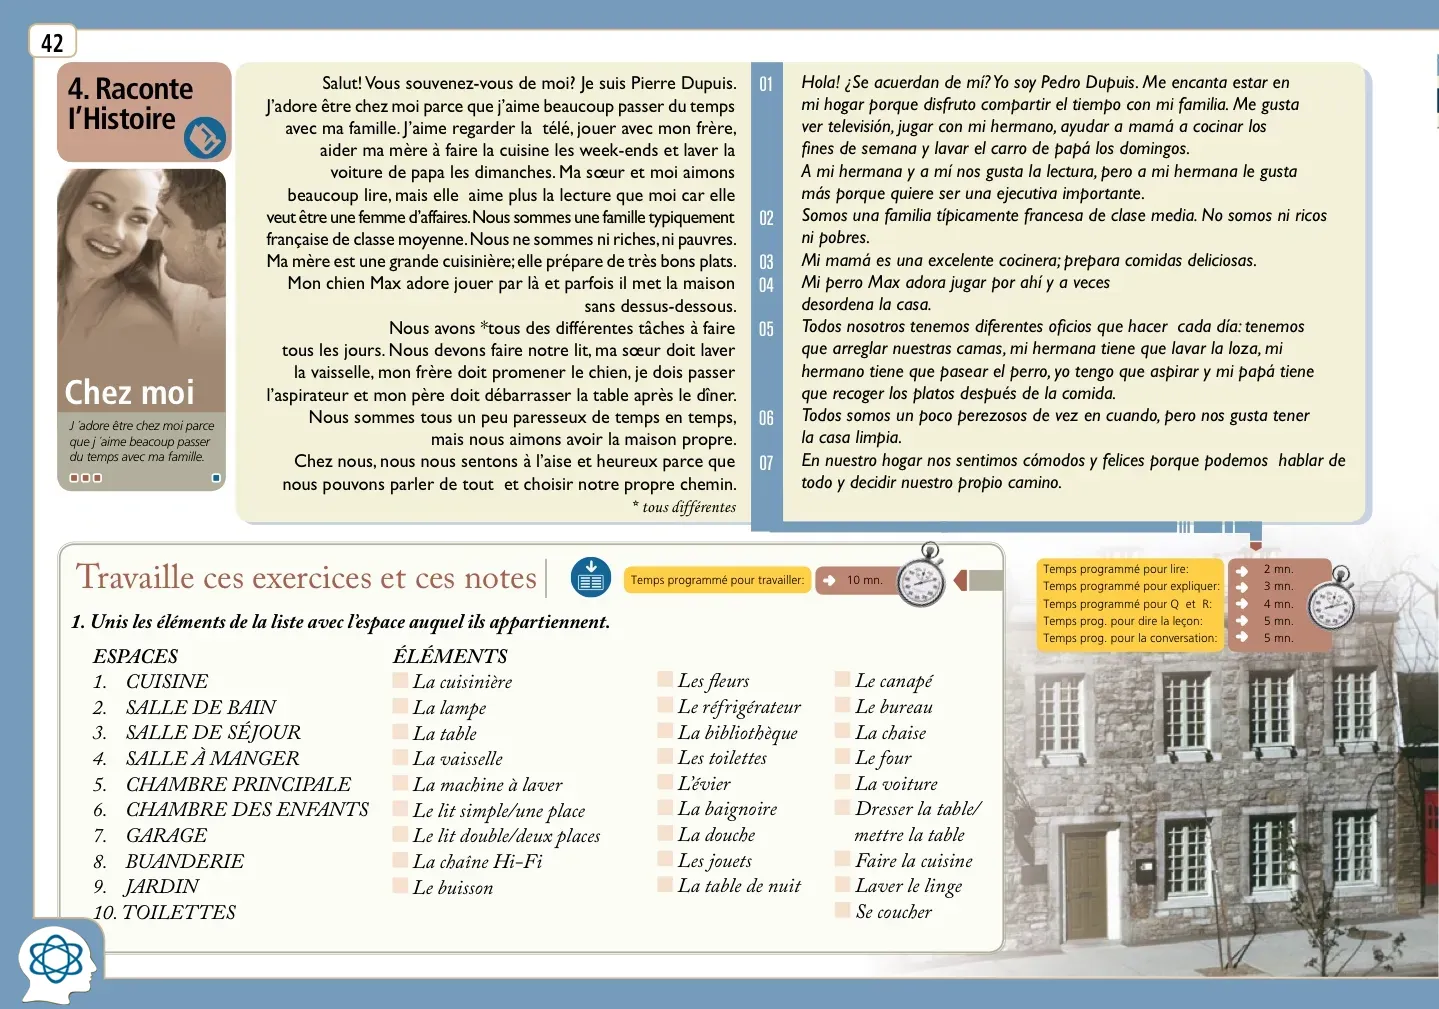 42
4. Raconte
l'Histoire
Chez moi
J ´adore être chez moi parce
que j ´aime beacoup passer
du temps avec ma famille.
Salut! Vous souvenez-vous de moi? Je suis Pierre Dupuis.
J'adore être chez moi parce que j'aime beaucoup passer du temps
avec ma famille. J'aime regarder la télé, jouer avec mon frère,
aider ma mère à faire la cuisine les week-ends et laver la
voiture de papa les dimanches. Ma sœur et moi aimons
beaucoup lire, mais elle aime plus la lecture que moi car elle
veut être une femme d'affaires. Nous sommes une famille typiquement
française de classe moyenne. Nous ne sommes ni riches, ni pauvres.
Ma mère est une grande cuisinière; elle prépare de très bons plats.
Mon chien Max adore jouer par là et parfois il met la maison
sans dessus-dessous.
Nous avons *tous des différentes tâches à faire
tous les jours. Nous devons faire notre lit, ma sœur doit laver
la vaisselle, mon frère doit promener le chien, je dois passer
l'aspirateur et mon père doit débarrasser la table après le dîner.
Nous sommes tous un peu paresseux de temps en temps,
mais nous aimons avoir la maison propre.
Chez nous, nous nous sentons à l'aise et heureux parce que
nous pouvons parler de tout et choisir notre propre chemin.
* tous différentes
01
02
03
04
05
06
07
Hola! ¿Se acuerdan de mí? Yo soy Pedro Dupuis. Me encanta estar en
mi hogar porque disfruto compartir el tiempo con mi familia. Me gusta
ver televisión, jugar con mi hermano, ayudar a mamá a cocinar los
fines de semana y lavar el carro de papá los domingos.
A mi hermana y a mí nos gusta la lectura, pero a mi hermana le gusta
más porque quiere ser una ejecutiva importante.
Somos una familia típicamente francesa de clase media. No somos ni ricos
ni pobres.
Mi mamá es una excelente cocinera; prepara comidas deliciosas.
Mi perro Max adora jugar por ahí y a veces
desordena la casa.
Todos nosotros tenemos diferentes oficios que hacer cada día: tenemos
que arreglar nuestras camas, mi hermana tiene que lavar la loza, mi
hermano tiene que pasear el perro, yo tengo que aspirar y mi papá tiene
que recoger los platos después de la comida.
Todos somos un poco perezosos de vez en cuando, pero nos gusta tener
la casa limpia.
En nuestro hogar nos sentimos cómodos y felices porque podemos hablar de
todo y decidir nuestro propio camino.
Travaille ces exercices et ces notes
Temps programmé pour travailler: 10 mn.
Temps programmé pour lire: 2 mn.
Temps programmé pour expliquer: 3 mn.
Temps programmé pour Q et R: 4 mn.
Temps prog. pour dire la leçon: 5 mn.
Temps prog. pour la conversation: 5 mn.
1. Unis les éléments de la liste avec l'espace auquel ils appartiennent.
ESPACES
1. CUISINE
2. SALLE DE BAIN
3. SALLE DE SÉJOUR
4. SALLE À MANGER
5. CHAMBRE PRINCIPALE
6. CHAMBRE DES ENFANTS
7. GARAGE
8. BUANDERIE
9. JARDIN
10. TOILETTES
ÉLÉMENTS
La cuisinière
La lampe
La table
La vaisselle
La machine à laver
Le lit simple/une place
Le lit double/deux places
La chaîne Hi-Fi
Le buisson
Les fleurs
Le réfrigérateur
La bibliothèque
Les toilettes
L'évier
La baignoire
La douche
Les jouets
La table de nuit
Le canapé
Le bureau
La chaise
Le four
La voiture
Dresser la table/
mettre la table
Faire la cuisine
Laver le linge
Se coucher